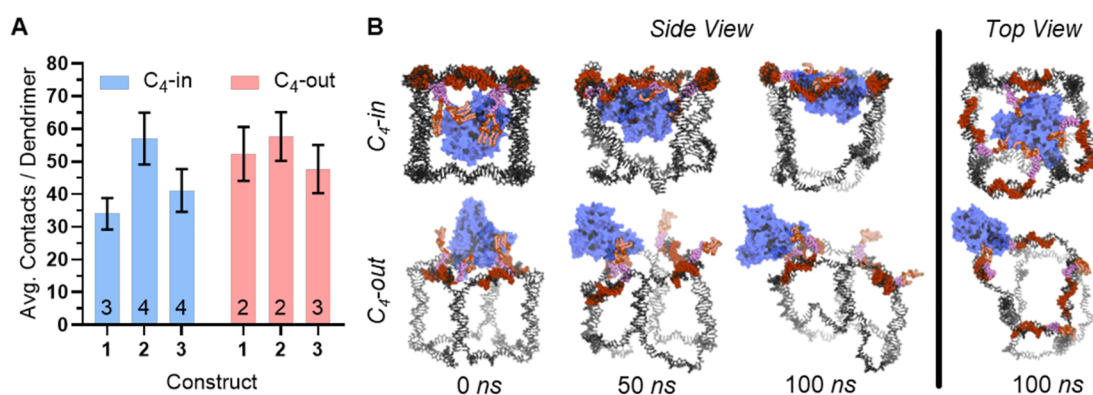 A
B
Side View
Top View
C4-in
C4-out
Avg. Contacts / Dendrimer
80
70
60
50
40
30
20
10
0
3
4
4
2
2
3
1
2
3
1
2
3
Construct
C4-in
C4-out
0 ns
50 ns
100 ns
100 ns